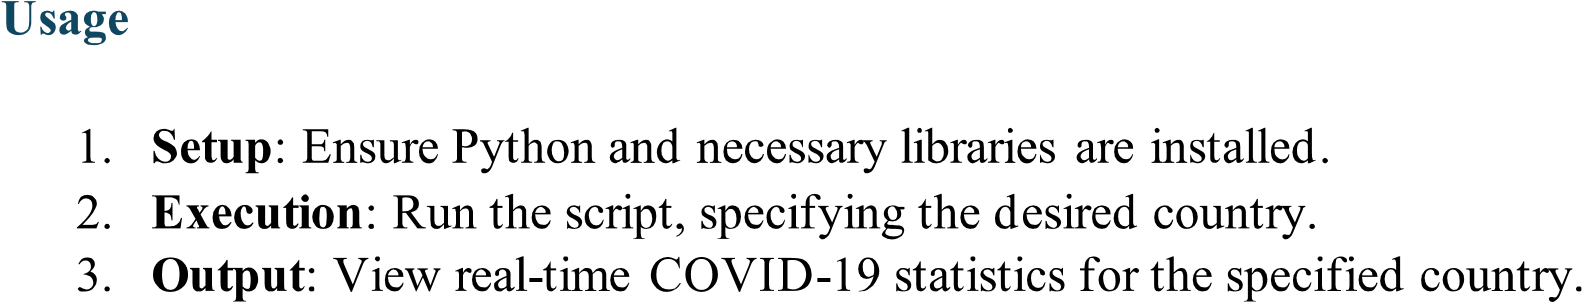 Usage
1. Setup: Ensure Python and necessary libraries are installed.
2. Execution: Run the script, specifying the desired country.
3. Output: View real-time COVID-19 statistics for the specified country.